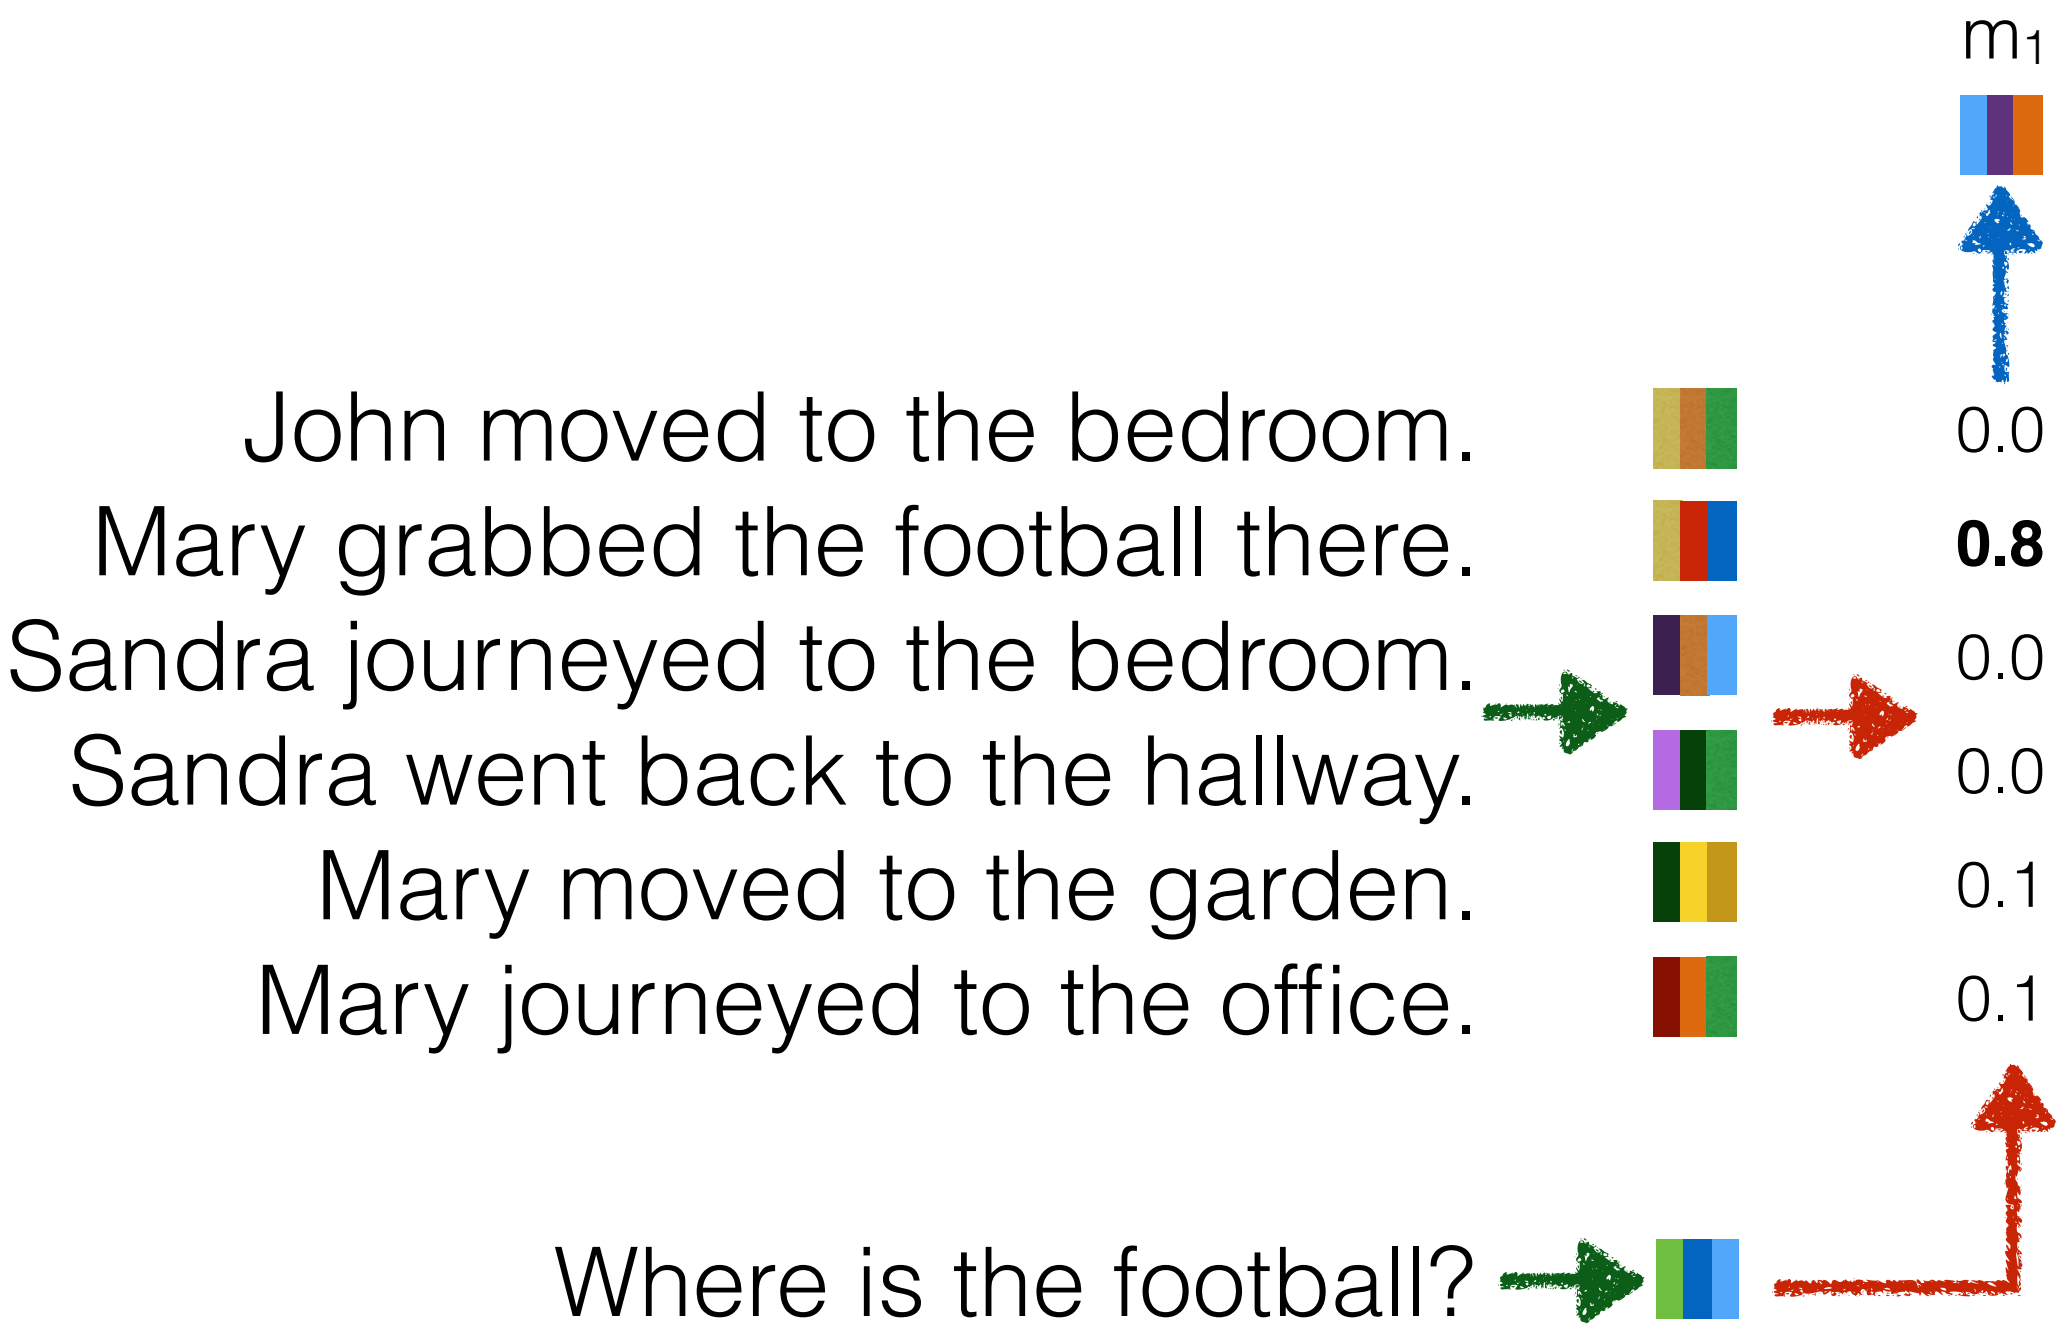 m₁
John moved to the bedroom. 0.0
Mary grabbed the football there. 0.8
Sandra journeyed to the bedroom. 0.0
Sandra went back to the hallway. 0.0
Mary moved to the garden. 0.1
Mary journeyed to the office. 0.1
Where is the football?